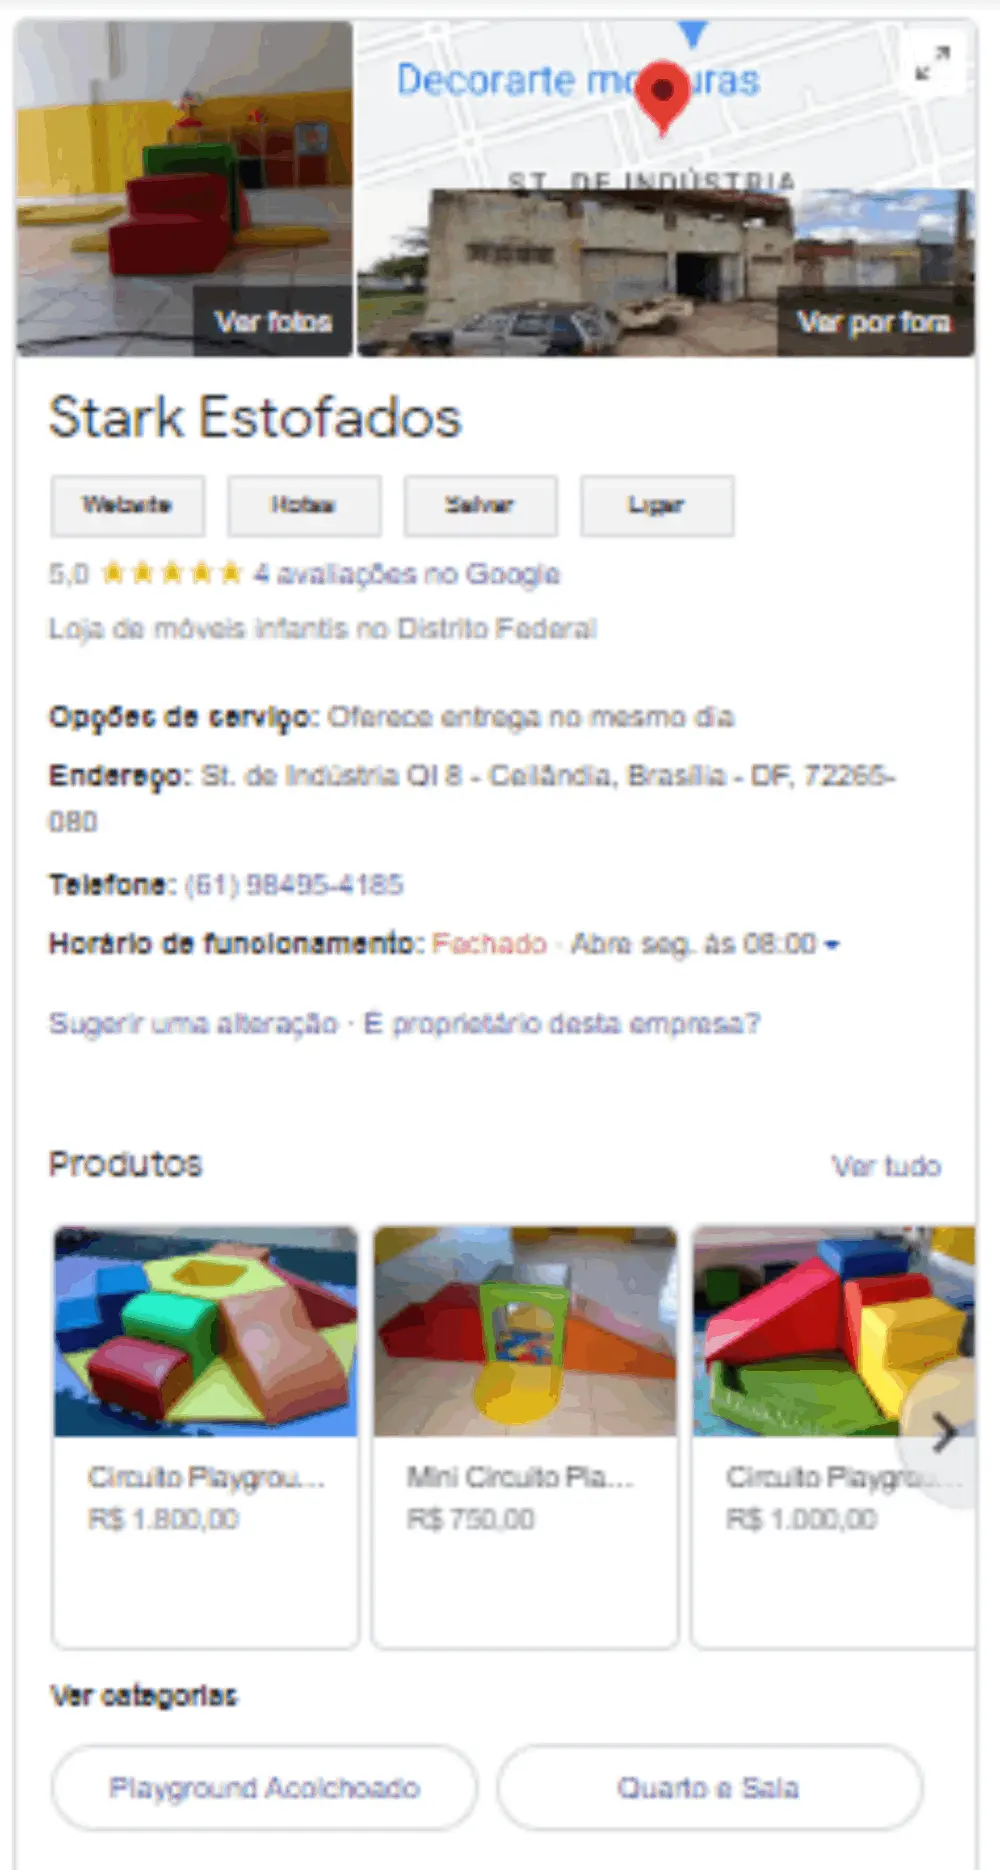 Decorarte mo uras
ST. DE INDÚSTRIA
Ver fotos
Ver por fora
Stark Estofados
Website Rotas Salvar Ligar
5,0 ★★★★★ 4 avaliações no Google
Loja de móveis infantis no Distrito Federal
Opções de serviço: Oferece entrega no mesmo dia
Endereço: St. de Indústria QI 8 - Ceilândia, Brasília - DF, 72265-
080
Telefone: (61) 98495-4185
Horário de funcionamento: Fechado · Abre seg. às 08:00
Sugerir uma alteração · É proprietário desta empresa?
Produtos Ver tudo
Circuito Playgrou... Mini Circuito Pla... Circuito Playgrou...
R$ 1.800,00 R$ 750,00 R$ 1.000,00
Ver categorias
Playground Acolchoado Quarto e Sala